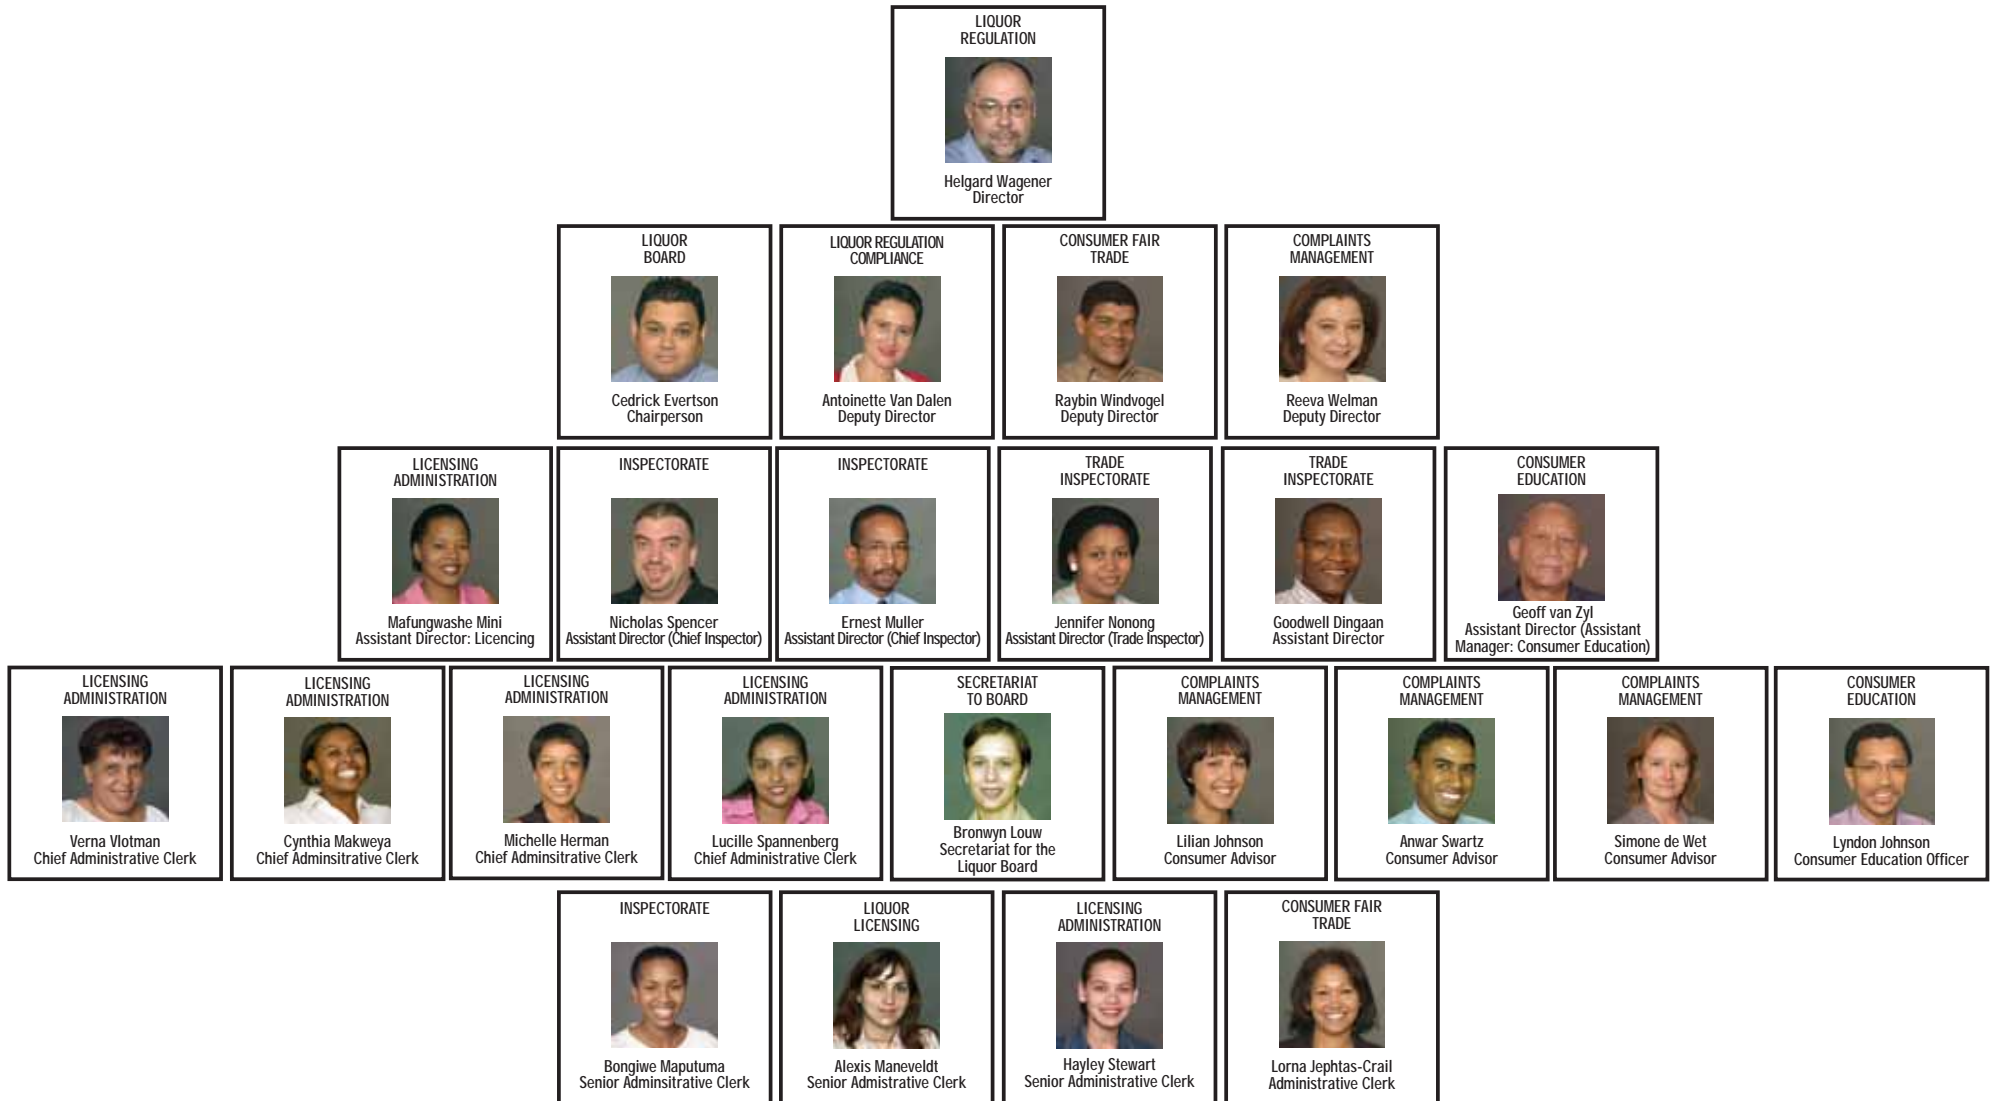 LIQUOR
REGULATION
Helgard Wagener
Director
LIQUOR
BOARD
Cedrick Evertson
Chairperson
LIQUOR REGULATION
COMPLIANCE
Antoinette Van Dalen
Deputy Director
CONSUMER FAIR
TRADE
Raybin Windvogel
Deputy Director
COMPLAINTS
MANAGEMENT
Reeva Welman
Deputy Director
LICENSING
ADMINISTRATION
Mafungwashe Mini
Assistant Director: Licencing
INSPECTORATE
Nicholas Spencer
Assistant Director (Chief Inspector)
INSPECTORATE
Ernest Muller
Assistant Director (Chief Inspector)
TRADE
INSPECTORATE
Jennifer Nonong
Assistant Director (Trade Inspector)
TRADE
INSPECTORATE
Goodwell Dingaan
Assistant Director
CONSUMER
EDUCATION
Geoff van Zyl
Assistant Director (Assistant
Manager: Consumer Education)
LICENSING
ADMINISTRATION
Verna Vlotman
Chief Administrative Clerk
LICENSING
ADMINISTRATION
Cynthia Makweya
Chief Adminsitrative Clerk
LICENSING
ADMINISTRATION
Michelle Herman
Chief Adminsitrative Clerk
LICENSING
ADMINISTRATION
Lucille Spannenberg
Chief Administrative Clerk
SECRETARIAT
TO BOARD
Bronwyn Louw
Secretariat for the
Liquor Board
COMPLAINTS
MANAGEMENT
Lilian Johnson
Consumer Advisor
COMPLAINTS
MANAGEMENT
Anwar Swartz
Consumer Advisor
COMPLAINTS
MANAGEMENT
Simone de Wet
Consumer Advisor
CONSUMER
EDUCATION
Lyndon Johnson
Consumer Education Officer
INSPECTORATE
Bongiwe Maputuma
Senior Adminsitrative Clerk
LIQUOR
LICENSING
Alexis Maneveldt
Senior Admistrative Clerk
LICENSING
ADMINISTRATION
Hayley Stewart
Senior Administrative Clerk
CONSUMER FAIR
TRADE
Lorna Jephtas-Crail
Administrative Clerk